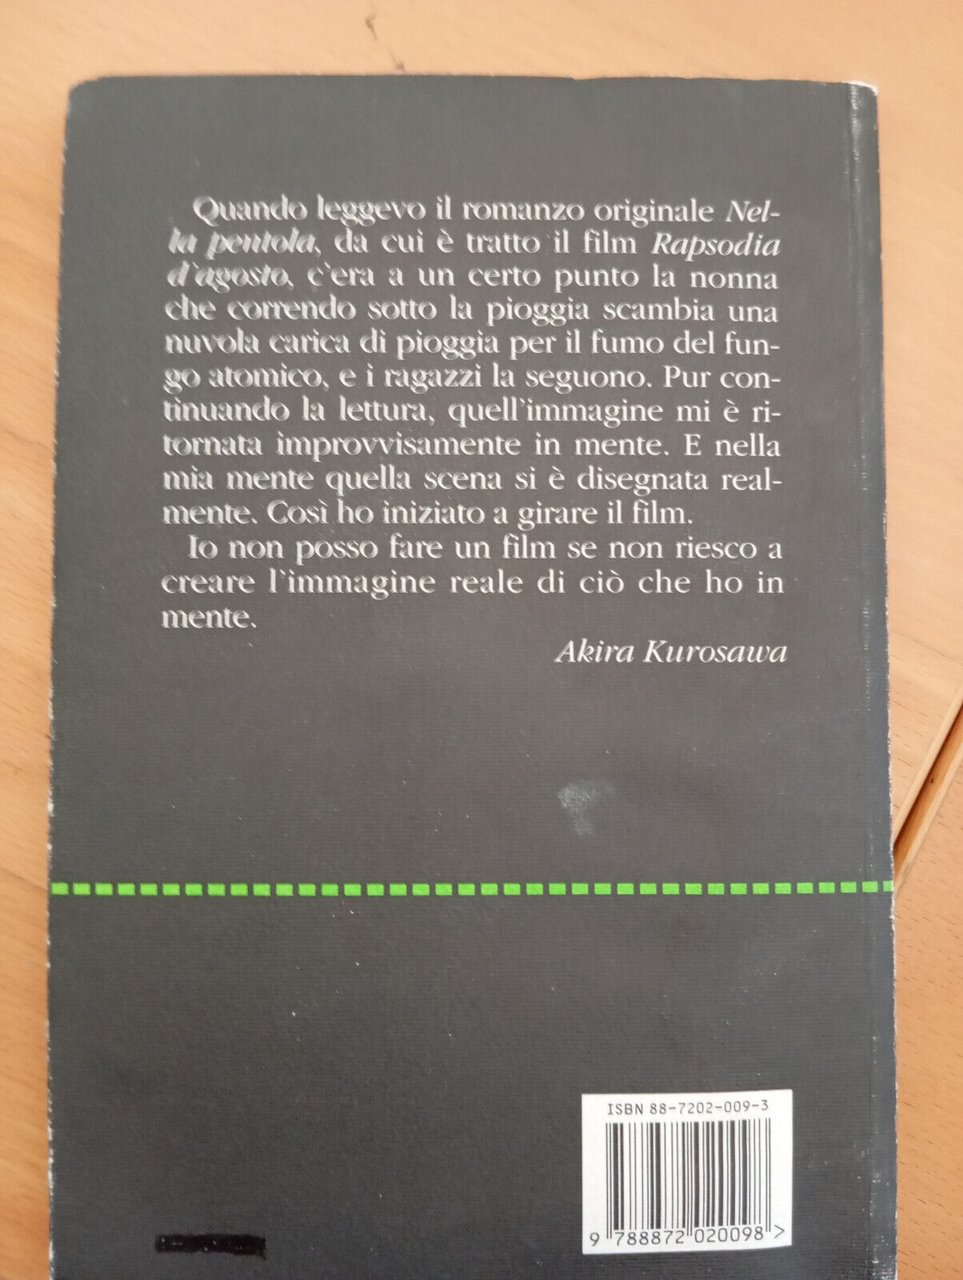 Quando leggevo il romanzo originale Nel-
la pentola, da cui è tratto il film Rapsodia
d'agosto, c'era a un certo punto la nonna
che correndo sotto la pioggia scambia una
nuvola carica di pioggia per il fumo del fun-
go atomico, e i ragazzi la seguono. Pur con-
tinuando la lettura, quell'immagine mi è ri-
tornata improvvisamente in mente. E nella
mia mente quella scena si è disegnata real-
mente. Così ho iniziato a girare il film.
Io non posso fare un film se non riesco a
creare l'immagine reale di ciò che ho in
mente.
Akira Kurosawa
ISBN 88-7202-009-3
9 788872 020098 >